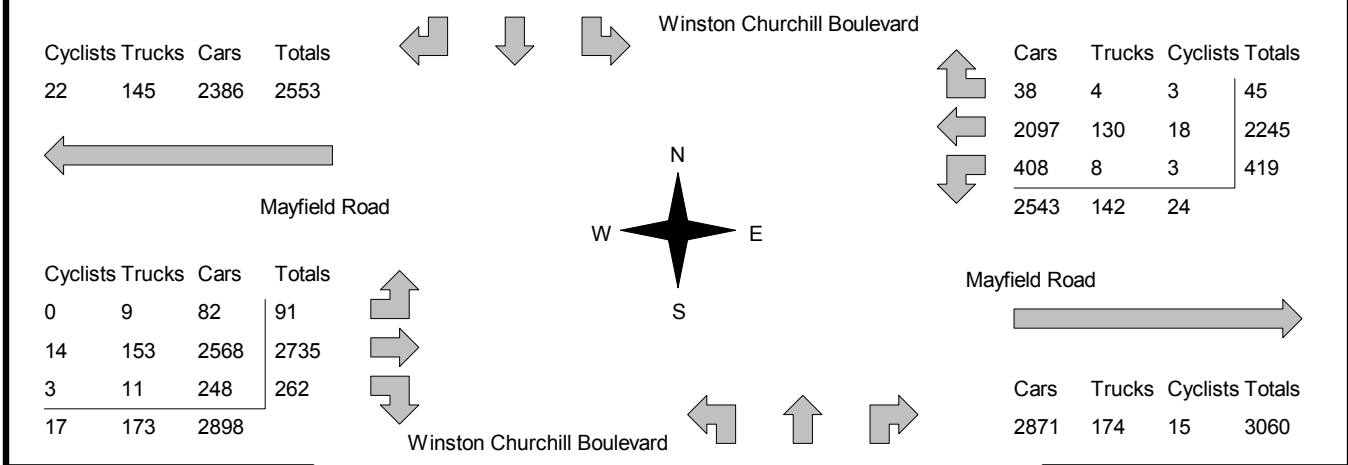 Winston Churchill Boulevard
Cyclists Trucks Cars Totals
22 145 2386 2553
Cars Trucks Cyclists Totals
38 4 3 45
2097 130 18 2245
408 8 3 419
2543 142 24
Mayfield Road
N
W E
S
Cyclists Trucks Cars Totals
0 9 82 91
14 153 2568 2735
3 11 248 262
17 173 2898
Mayfield Road
Cars Trucks Cyclists Totals
2871 174 15 3060
Winston Churchill Boulevard